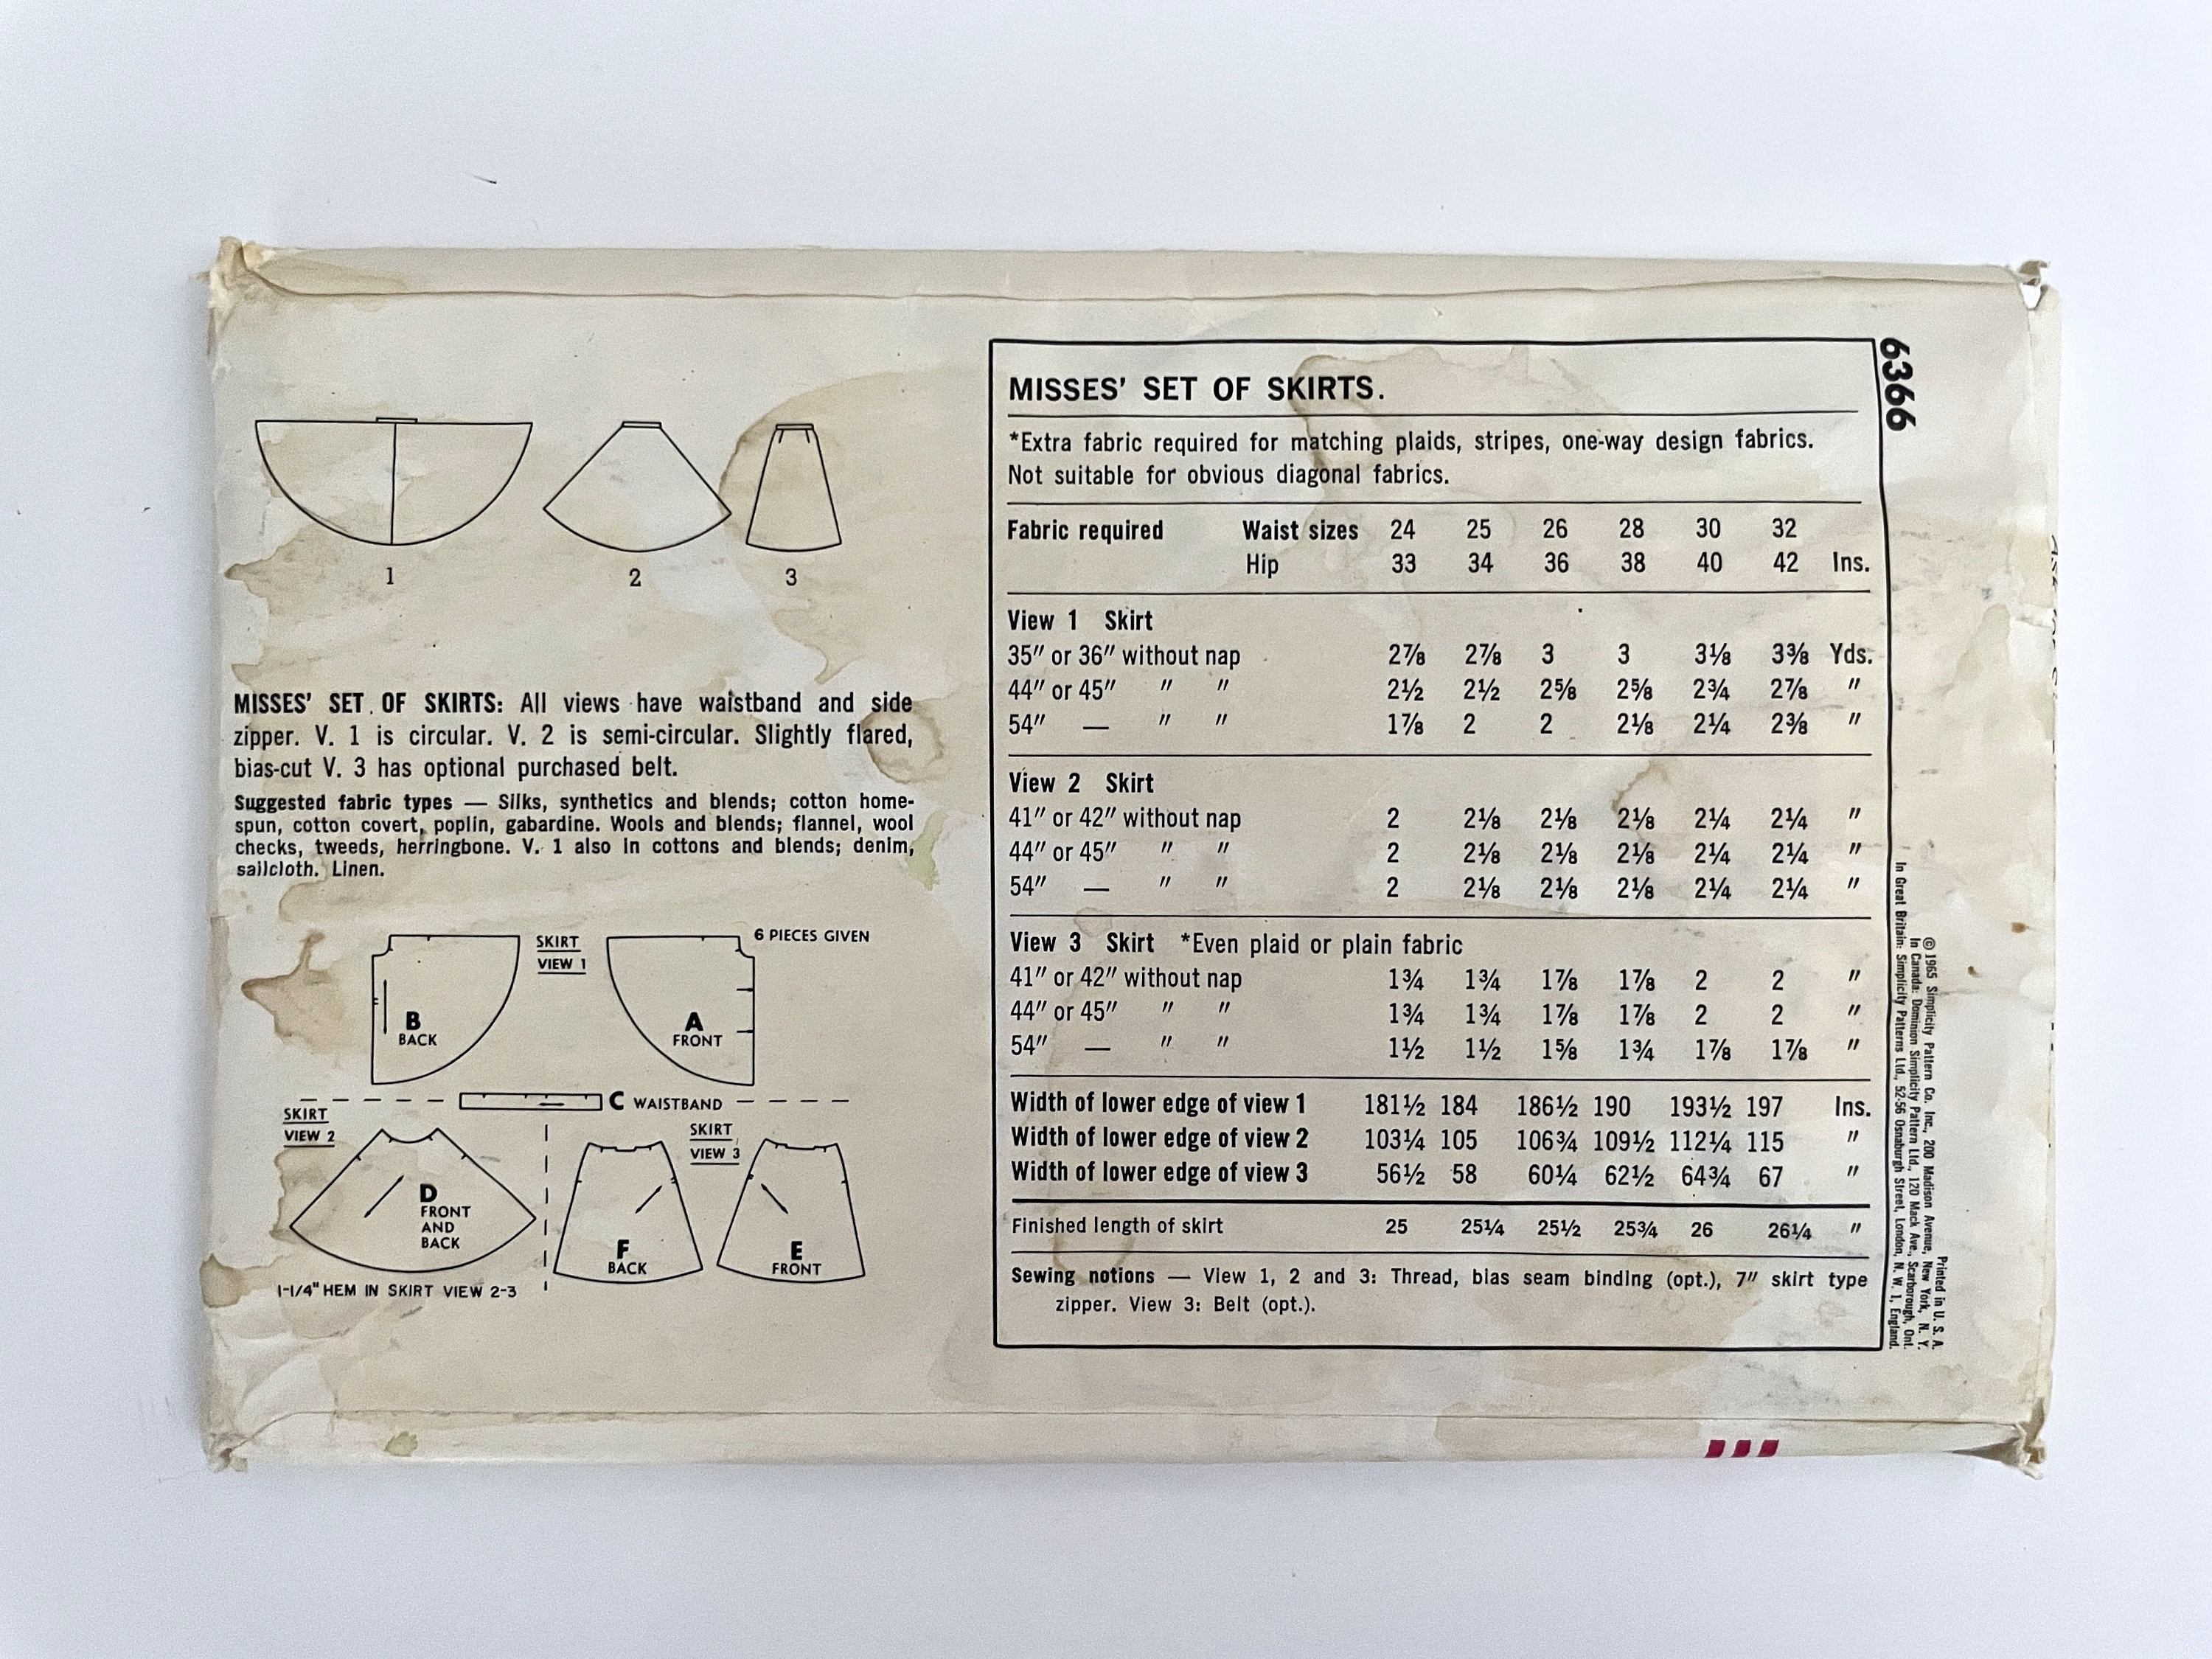 1
2
3
MISSES' SET OF SKIRTS: All views have waistband and side
zipper. V. 1 is circular. V. 2 is semi-circular. Slightly flared,
bias-cut V. 3 has optional purchased belt.
Suggested fabric types — Silks, synthetics and blends; cotton home-
spun, cotton covert, poplin, gabardine. Wools and blends; flannel, wool
checks, tweeds, herringbone. V. 1 also in cottons and blends; denim,
sailcloth. Linen.
6 PIECES GIVEN
SKIRT
VIEW 1
B
BACK
A
FRONT
C WAISTBAND
SKIRT
VIEW 2
D
FRONT
AND
BACK
SKIRT
VIEW 3
F
BACK
E
FRONT
1-1/4" HEM IN SKIRT VIEW 2-3
MISSES' SET OF SKIRTS.
*Extra fabric required for matching plaids, stripes, one-way design fabrics.
Not suitable for obvious diagonal fabrics.
Fabric required Waist sizes 24 25 26 28 30 32
Hip 33 34 36 38 40 42 Ins.
View 1 Skirt
35" or 36" without nap 2⅞ 2⅞ 3 3 3⅛ 3⅜ Yds.
44" or 45" " " 2½ 2½ 2⅝ 2⅝ 2¾ 2⅞ "
54" — " " 1⅞ 2 2 2⅛ 2¼ 2⅜ "
View 2 Skirt
41" or 42" without nap 2 2⅛ 2⅛ 2⅛ 2¼ 2¼ "
44" or 45" " " 2 2⅛ 2⅛ 2⅛ 2¼ 2¼ "
54" — " " 2 2⅛ 2⅛ 2⅛ 2¼ 2¼ "
View 3 Skirt *Even plaid or plain fabric
41" or 42" without nap 1¾ 1¾ 1⅞ 1⅞ 2 2 "
44" or 45" " " 1¾ 1¾ 1⅞ 1⅞ 2 2 "
54" — " " 1½ 1½ 1⅝ 1¾ 1⅞ 1⅞ "
Width of lower edge of view 1 181½ 184 186½ 190 193½ 197 Ins.
Width of lower edge of view 2 103¼ 105 106¾ 109½ 112¼ 115 "
Width of lower edge of view 3 56½ 58 60¼ 62½ 64¾ 67 "
Finished length of skirt 25 25¼ 25½ 25¾ 26 26¼ "
Sewing notions — View 1, 2 and 3: Thread, bias seam binding (opt.), 7" skirt type
zipper. View 3: Belt (opt.).
6366
Printed in U. S. A.
©1965 Simplicity Pattern Co. Inc., 200 Madison Avenue, New York, N. Y.
In Canada: Dominion Simplicity Pattern Ltd., 120 Mack Ave., Scarborough, Ont.
In Great Britain: Simplicity Patterns Ltd., 52-56 Osnaburgh Street, London, N. W. 1, England.